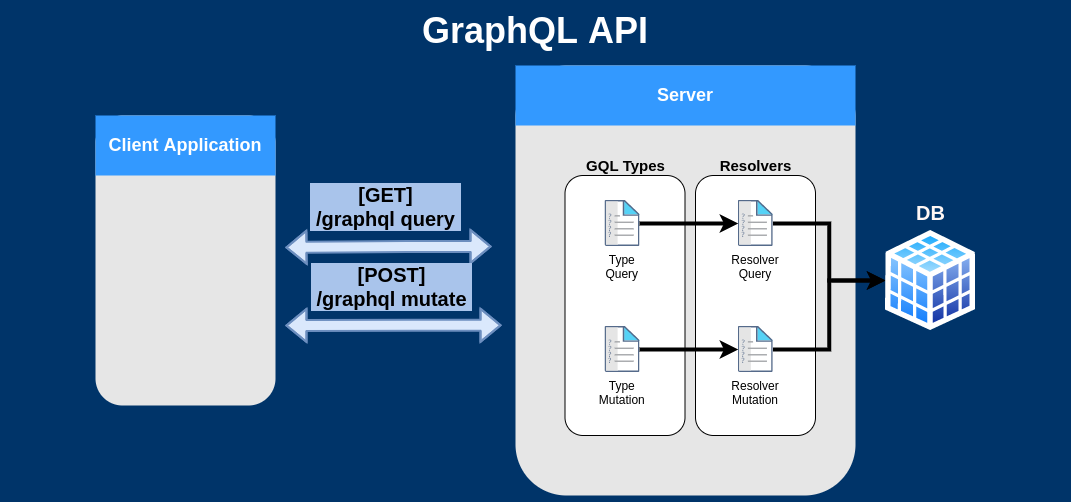 GraphQL API
Server
Client Application
GQL Types
Resolvers
[GET]
/graphql query
[POST]
/graphql mutate
Type
Query
Resolver
Query
Type
Mutation
Resolver
Mutation
DB